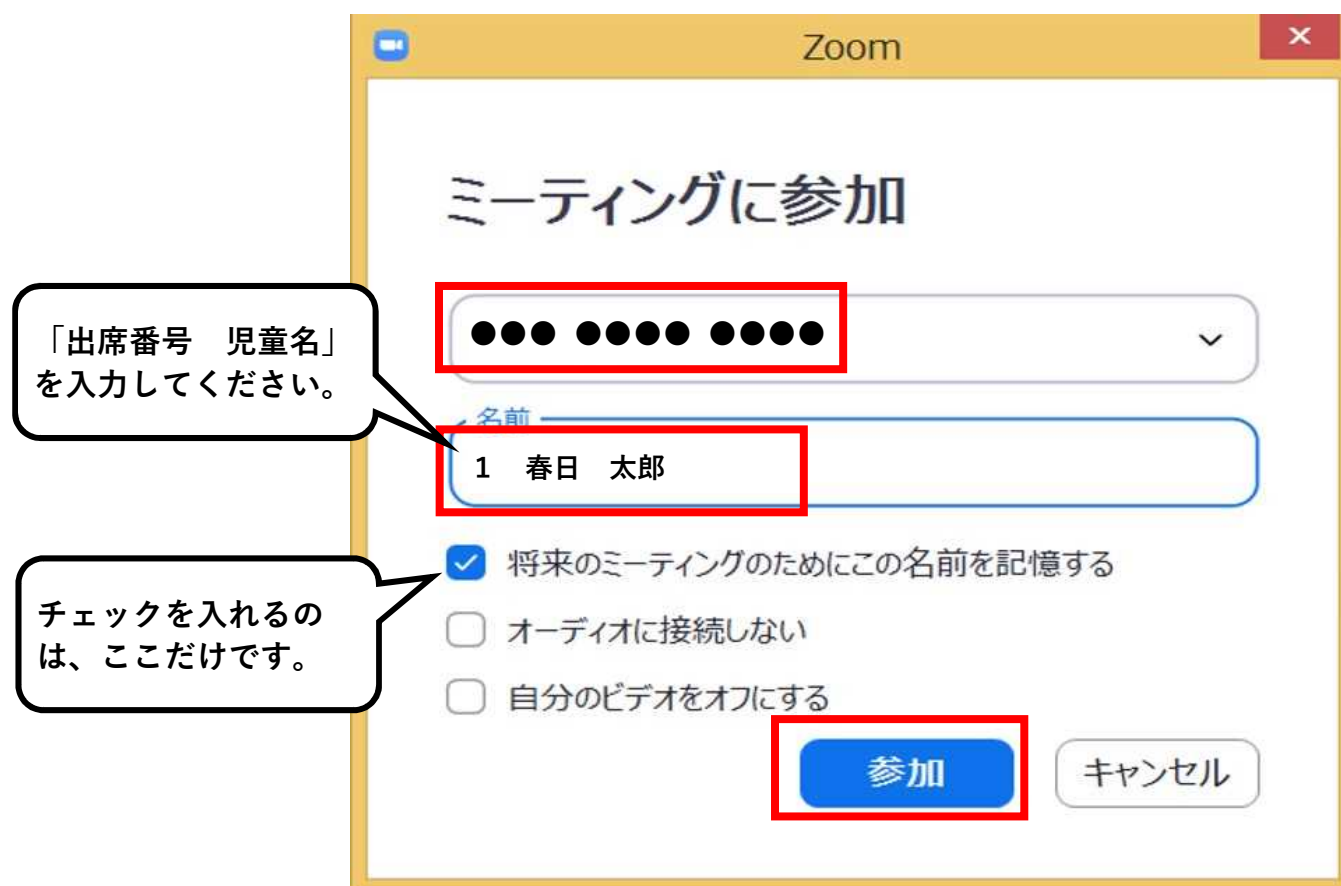 Zoom
ミーティングに参加
「出席番号　児童名」
を入力してください。
●●● ●●●● ●●●●
名前
1　春日　太郎
チェックを入れるの
は、ここだけです。
将来のミーティングのためにこの名前を記憶する
オーディオに接続しない
自分のビデオをオフにする
参加
キャンセル